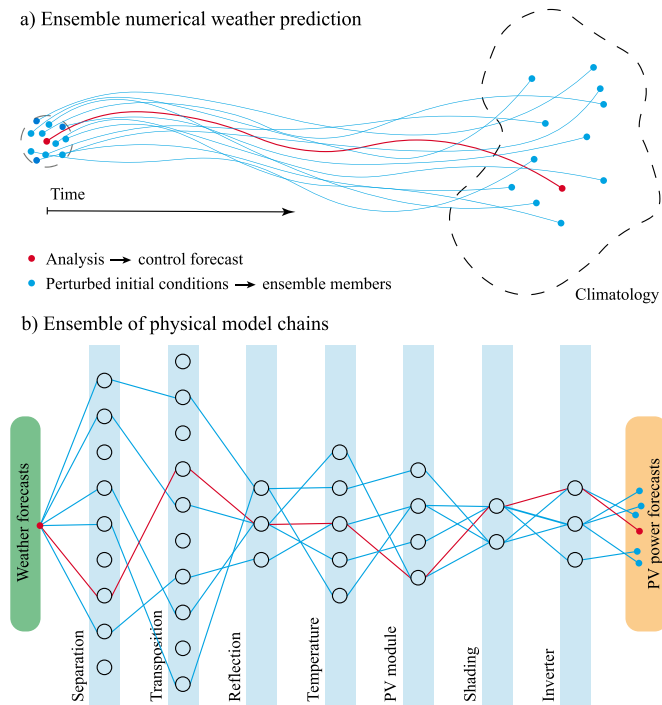 a) Ensemble numerical weather prediction
Time
Analysis → control forecast
Perturbed initial conditions → ensemble members
Climatology
b) Ensemble of physical model chains
Weather forecasts
Separation
Transposition
Reflection
Temperature
PV module
Shading
Inverter
PV power forecasts